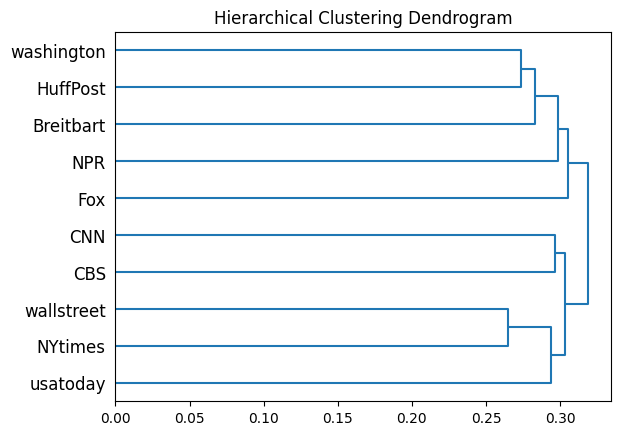 Hierarchical Clustering Dendrogram
washington
HuffPost
Breitbart
NPR
Fox
CNN
CBS
wallstreet
NYtimes
usatoday
0.00 0.05 0.10 0.15 0.20 0.25 0.30